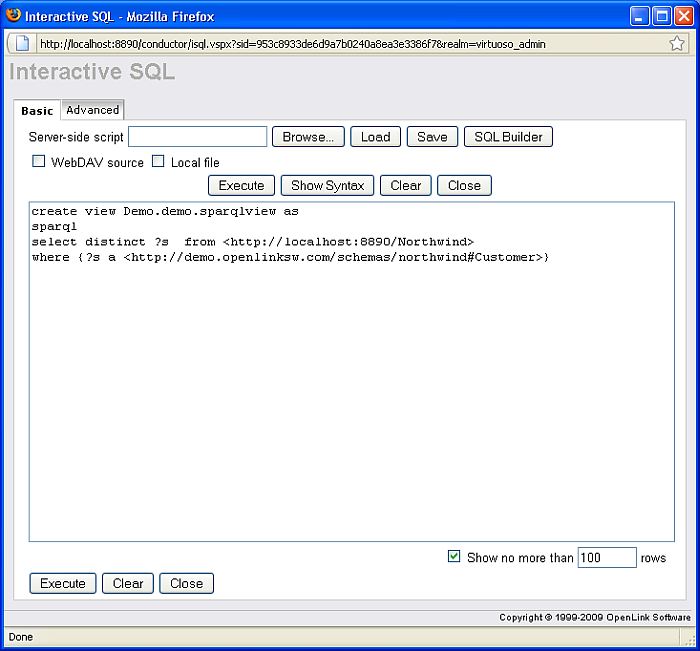 Interactive SQL - Mozilla Firefox
http://localhost:8890/conductor/isql.vspx?sid=953c8933de6d9a7b0240a8ea3e3386f7&realm=virtuoso_admin
Interactive SQL
Basic Advanced
Server-side script Browse... Load Save SQL Builder
WebDAV source Local file
Execute Show Syntax Clear Close
create view Demo.demo.sparqlview as
sparql
select distinct ?s  from <http://localhost:8890/Northwind>
where {?s a <http://demo.openlinksw.com/schemas/northwind#Customer>}
Show no more than 100 rows
Execute Clear Close
Copyright © 1999-2009 OpenLink Software
Done